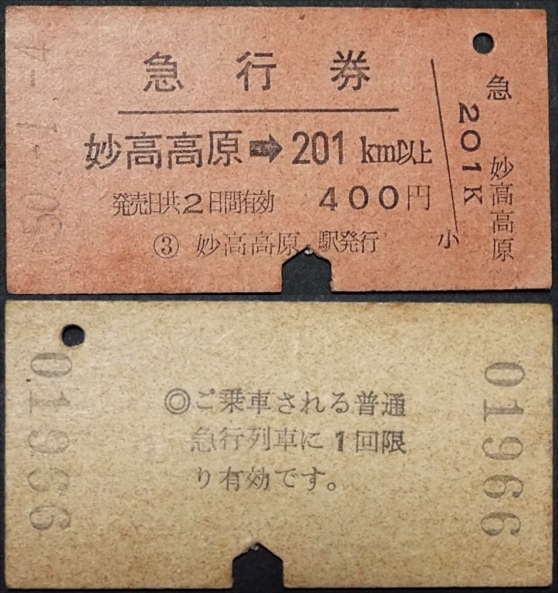 急行券
妙高高原➡201km以上
発売日共2日間有効 400円
③ 妙高高原 駅発行
小
急 妙高高原
201K
50.-1.-4
◎ご乗車される普通
急行列車に1回限
り有効です。
01966
01966